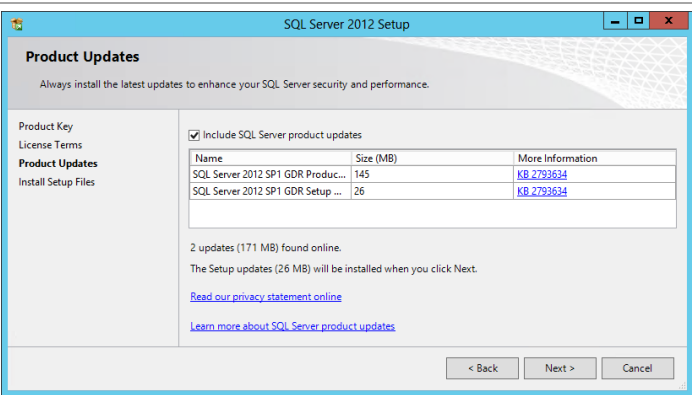 SQL Server 2012 Setup
Product Updates
Always install the latest updates to enhance your SQL Server security and performance.
Product Key
License Terms
Product Updates
Install Setup Files
Include SQL Server product updates
Name Size (MB) More Information
SQL Server 2012 SP1 GDR Produc... 145 KB 2793634
SQL Server 2012 SP1 GDR Setup ... 26 KB 2793634
2 updates (171 MB) found online.
The Setup updates (26 MB) will be installed when you click Next.
Read our privacy statement online
Learn more about SQL Server product updates
< Back Next > Cancel